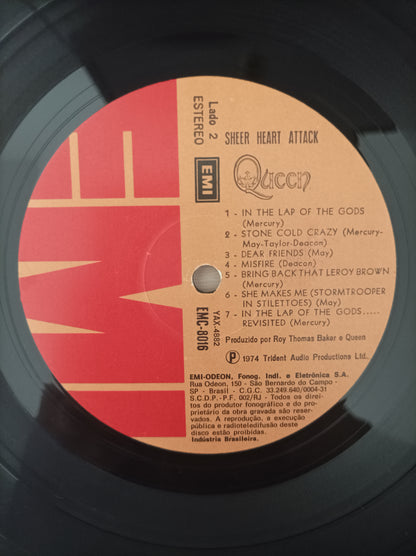 EMI
Lado 2
ESTEREO
EMI
YAX-4882
EMC-8016
SHEER HEART ATTACK
Queen
1 - IN THE LAP OF THE GODS
(Mercury)
2 - STONE COLD CRAZY (Mercury-
May-Taylor-Deacon)
3 - DEAR FRIENDS (May)
4 - MISFIRE (Deacon)
5 - BRING BACK THAT LEROY BROWN
(Mercury)
6 - SHE MAKES ME (STORMTROOPER
IN STILETTOES) (May)
7 - IN THE LAP OF THE GODS.....
REVISITED (Mercury)
Produzido por Roy Thomas Baker e Queen
Ⓟ 1974 Trident Audio Productions Ltd.
EMI-ODEON, Fonog. Indl. e Eletrônica S.A.
Rua Odeon, 150 - São Bernardo do Campo -
SP - Brasil - C.G.C. 33.249.640/0004-31
S.C.D.P.-P.F. 002/RJ - Todos os direi-
tos do produtor fonográfico e do pro-
prietário da obra gravada são reser-
vados. A reprodução, a execução
pública e radioteledifusão deste
disco estão proibidas.
Indústria Brasileira.